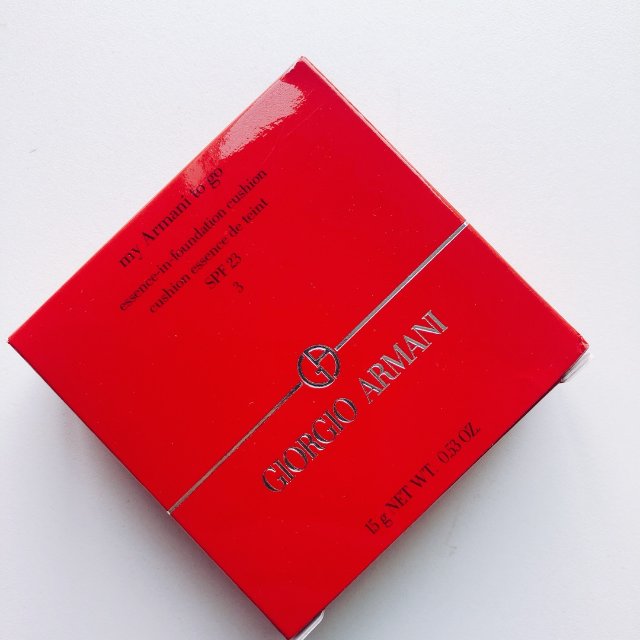 my Armani to go
essence-in-foundation cushion
cushion essence de teint
SPF 23
3
GA
GIORGIO ARMANI
15 g NET WT. 0.53 OZ.